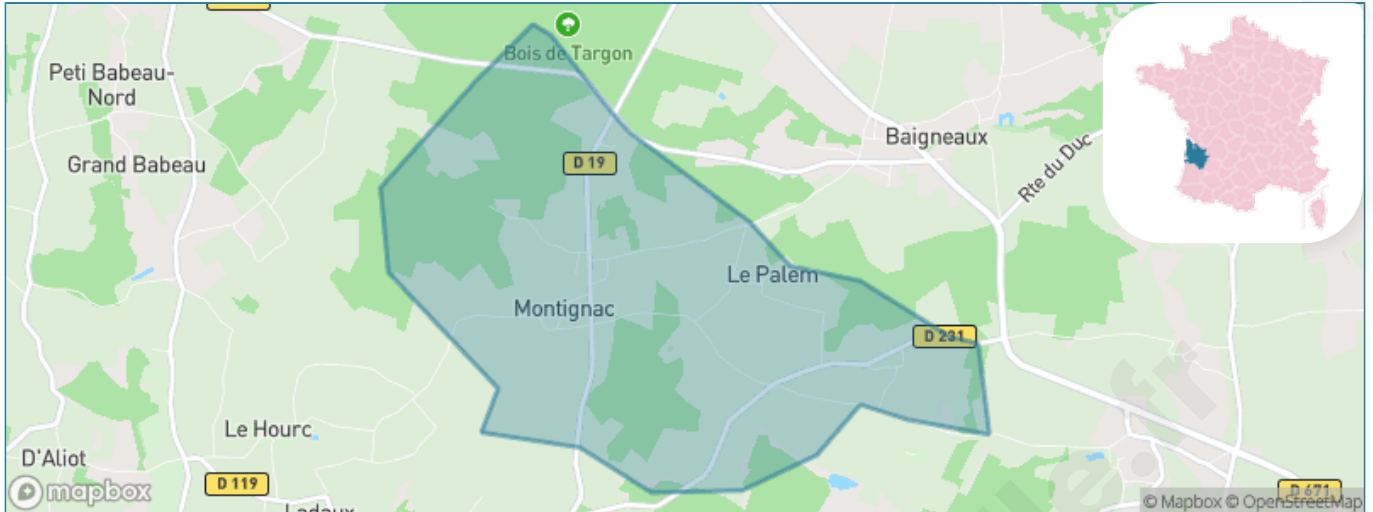 Bois de Targon
Peti Babeau-
Nord
Grand Babeau
D 19
Baigneaux
Rte du Duc
Le Palem
Montignac
D 231
Le Hourc
D'Aliot
D 119
Ladaux
D 671
mapbox
© Mapbox © OpenStreetMap